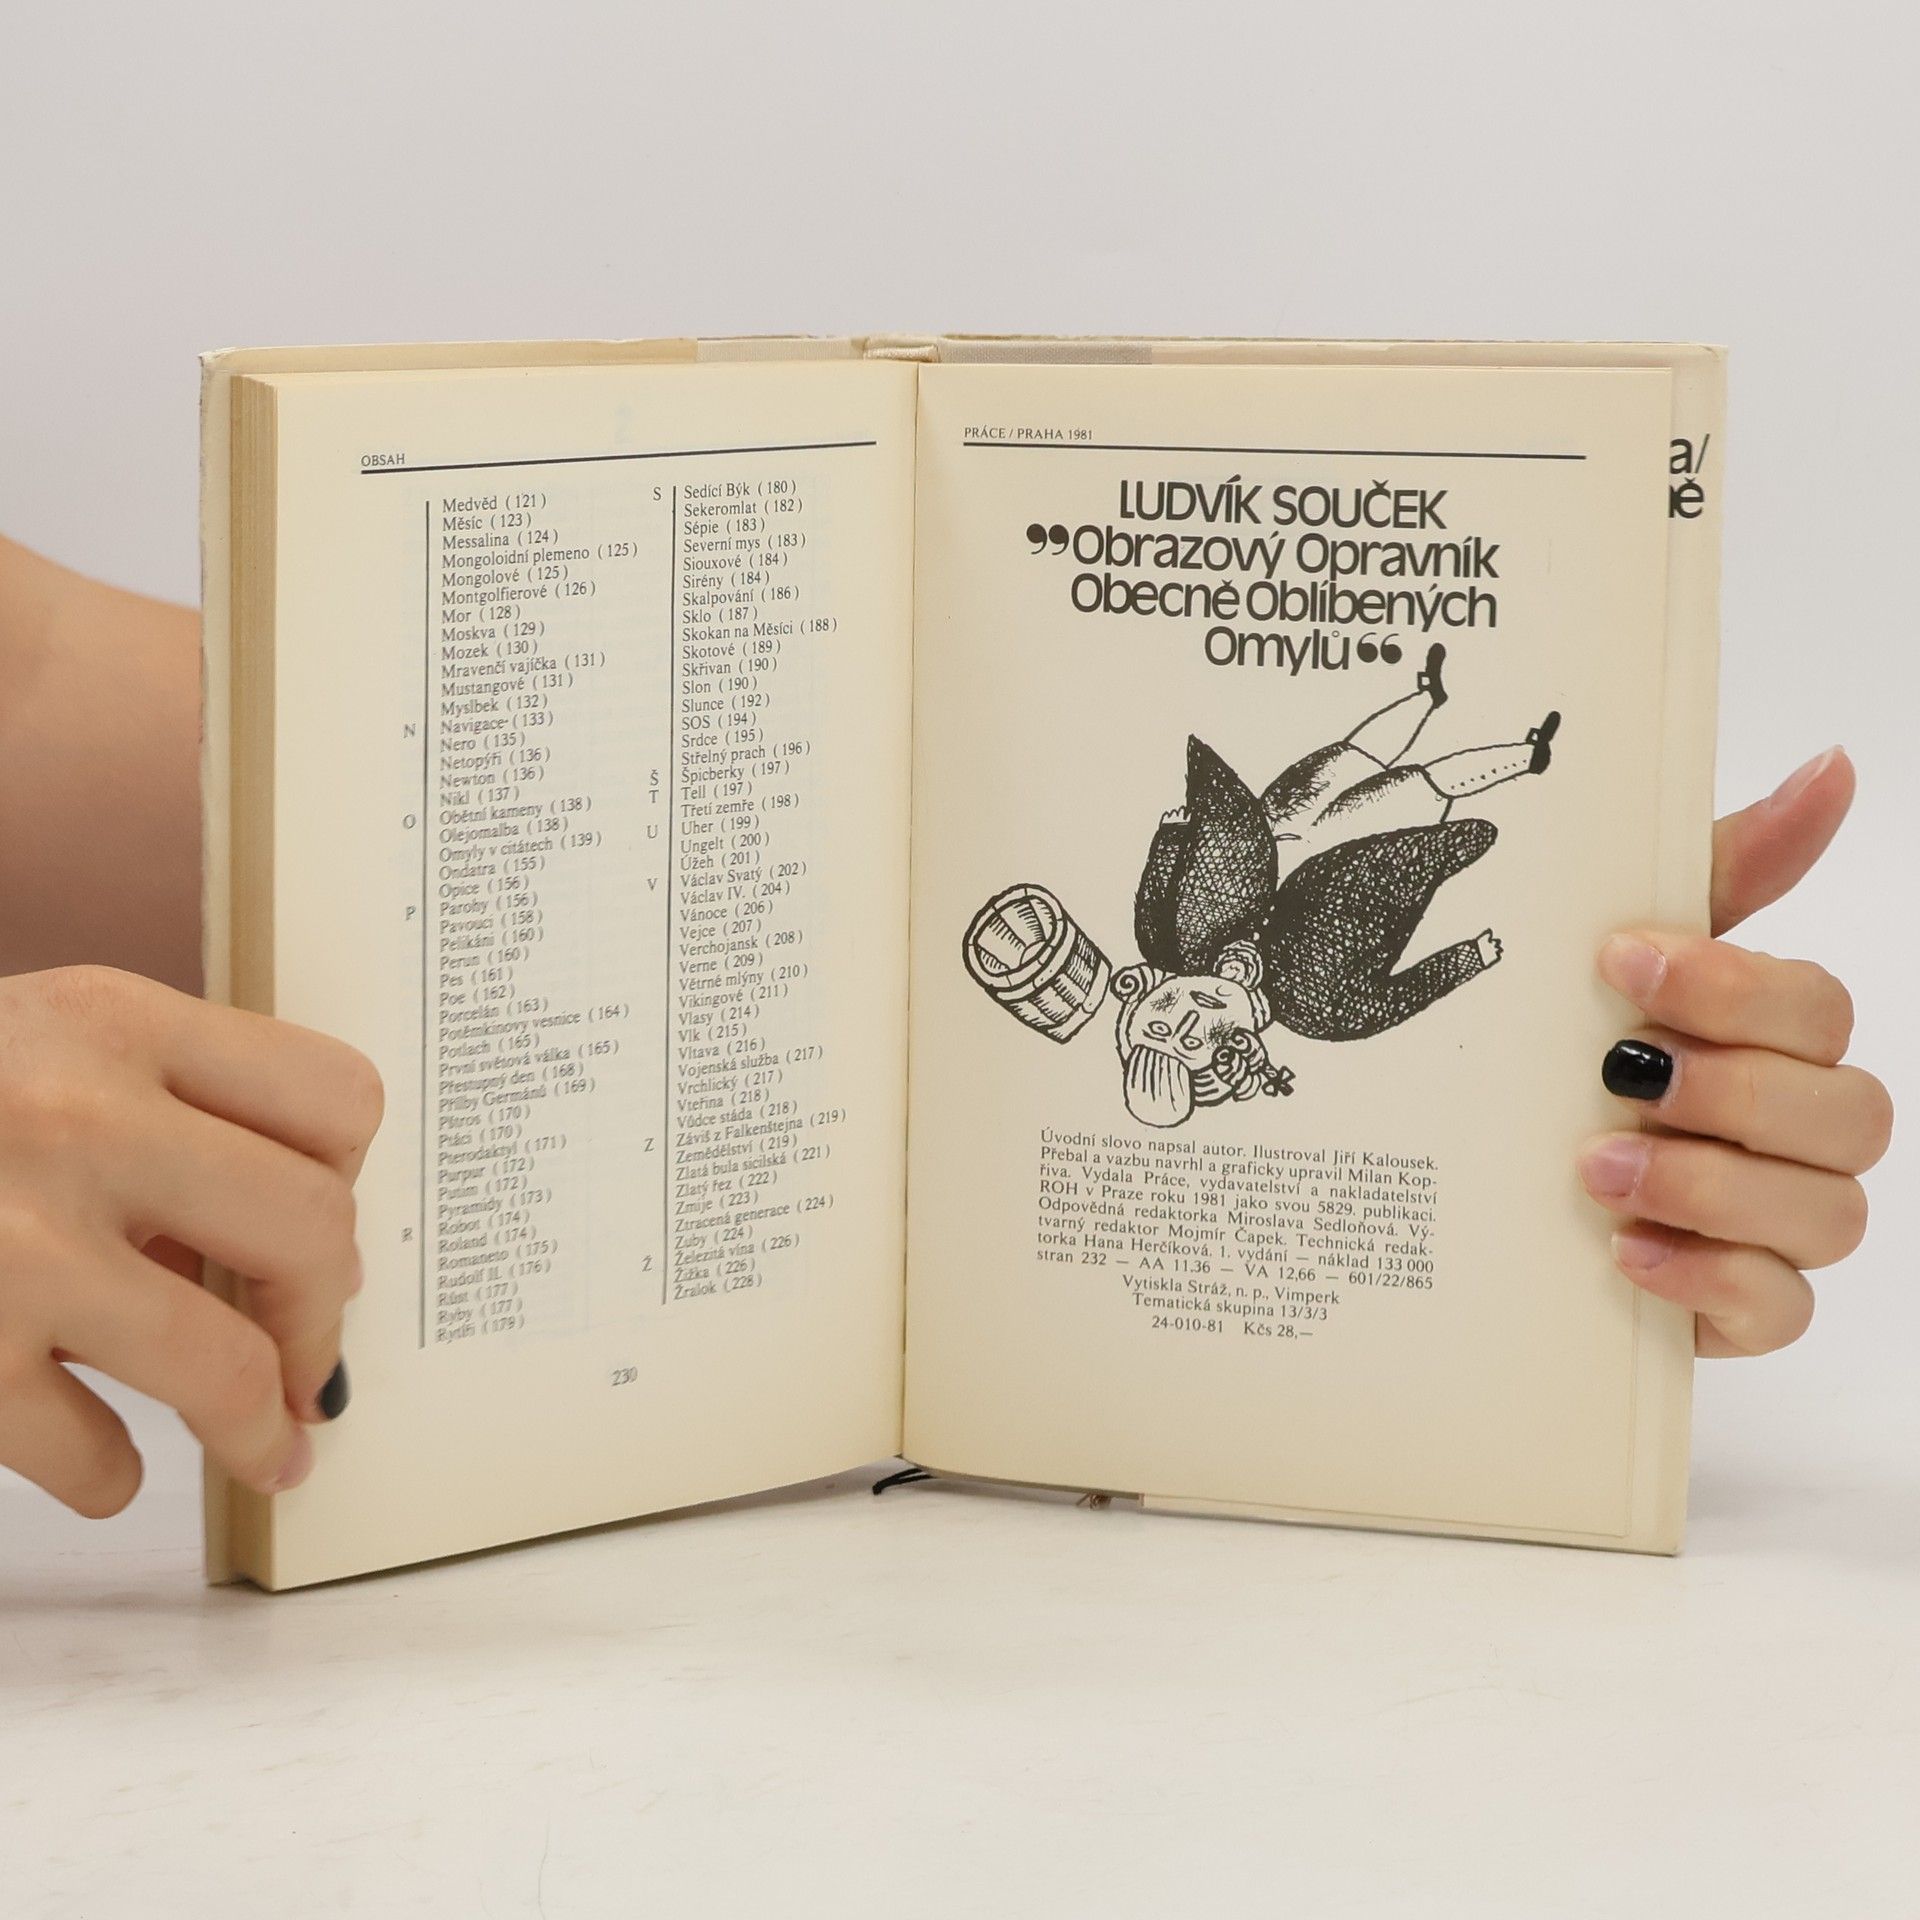 OBSAH
Medvěd (121)
Měsíc (123)
Messalina (124)
Mongoloidní plemeno (125)
Mongolové (125)
Montgolfierové (126)
Mor (128)
Moskva (129)
Mozek (130)
Mravenčí vajíčka (131)
Mustangové (131)
Myslbek (132)
N Navigace (133)
Nero (135)
Netopýři (136)
Newton (136)
Nikl (137)
O Obětní kameny (138)
Olejomalba (138)
Omyly v citátech (139)
Ondatra (155)
Opice (156)
P Parohy (156)
Pavouci (158)
Pelikáni (160)
Perun (160)
Pes (161)
Poe (162)
Porcelán (163)
Potěmkinovy vesnice (164)
Potlach (165)
První světová válka (165)
Přestupný den (168)
Přilby Germánů (169)
Pštros (170)
Ptáci (170)
Pterodaktyl (171)
Purpur (172)
Putim (172)
Pyramidy (173)
R Robot (174)
Roland (174)
Romaneto (175)
Rudolf II. (176)
Růst (177)
Ryby (177)
Rytíři (179)
S Sedící Býk (180)
Sekeromlat (182)
Sépie (183)
Severní mys (183)
Siouxové (184)
Sirény (184)
Skalpování (186)
Sklo (187)
Skokan na Měsíci (188)
Skotové (189)
Skřivan (190)
Slon (190)
Slunce (192)
SOS (194)
Srdce (195)
Střelný prach (196)
Š Špicberky (197)
T Tell (197)
Třetí zemře (198)
U Uher (199)
Ungelt (200)
Úžeh (201)
V Václav Svatý (202)
Václav IV. (204)
Vánoce (206)
Vejce (207)
Verchojansk (208)
Verne (209)
Větrné mlýny (210)
Vikingové (211)
Vlasy (214)
Vlk (215)
Vltava (216)
Vojenská služba (217)
Vrchlický (217)
Vteřina (218)
Vůdce stáda (218)
Z Záviš z Falkenštejna (219)
Zemědělství (219)
Zlatá bula sicilská (221)
Zlatý řez (222)
Zmije (223)
Ztracená generace (224)
Zuby (224)
Ž Železitá vína (226)
Žižka (226)
Žralok (228)
230
PRÁCE / PRAHA 1981
LUDVÍK SOUČEK
”Obrazový Opravník
Obecně Oblíbených
Omylů“
Úvodní slovo napsal autor. Ilustroval Jiří Kalousek.
Přebal a vazbu navrhl a graficky upravil Milan Kop-
řiva. Vydala Práce, vydavatelství a nakladatelství
ROH v Praze roku 1981 jako svou 5829. publikaci.
Odpovědná redaktorka Miroslava Sedloňová. Vý-
tvarný redaktor Mojmír Čapek. Technická redak-
torka Hana Herčíková. 1. vydání — náklad 133 000
stran 232 — AA 11,36 — VA 12,66 — 601/22/865
Vytiskla Stráž, n. p., Vimperk
Tematická skupina 13/3/3
24-010-81 Kčs 28,—
a/
ně